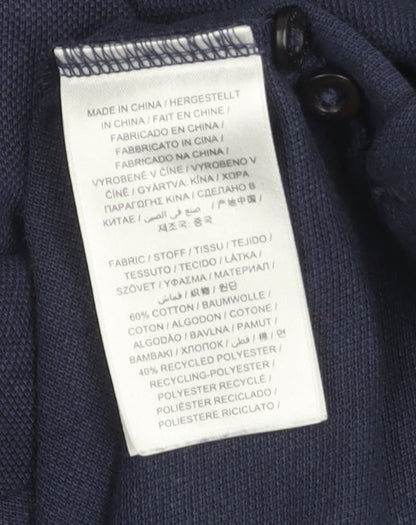 MADE IN CHINA / HERGESTELLT
IN CHINA / FAIT EN CHINE /
FABRICADO EN CHINA /
FABBRICATO IN CINA /
FABRICADO NA CHINA /
VYROBENÉ V ČÍNE / VYROBENO V
ČÍNĚ / GYÁRTVA, KÍNA / ΧΩΡΑ
ΠΑΡΑΓΩΓΗΣ ΚΙΝΑ / СДЕЛАНО В
КИТАЕ / صنع في الصين / 产地中国 /
제조국: 중국
FABRIC / STOFF / TISSU / TEJIDO /
TESSUTO / TECIDO / LÁTKA /
SZÖVET / ΥΦΑΣΜΑ / МАТЕРИАЛ /
قماش / 织物 / 원단
60% COTTON / BAUMWOLLE /
COTON / ALGODON / COTONE /
ALGODÃO / BAVLNA / PAMUT /
ΒΑΜΒΑΚΙ / ХЛОПОК / قطن / 棉 / 면
40% RECYCLED POLYESTER /
RECYCLING-POLYESTER /
POLYESTER RECYCLÉ /
POLIÉSTER RECICLADO /
POLIESTERE RICICLATO /